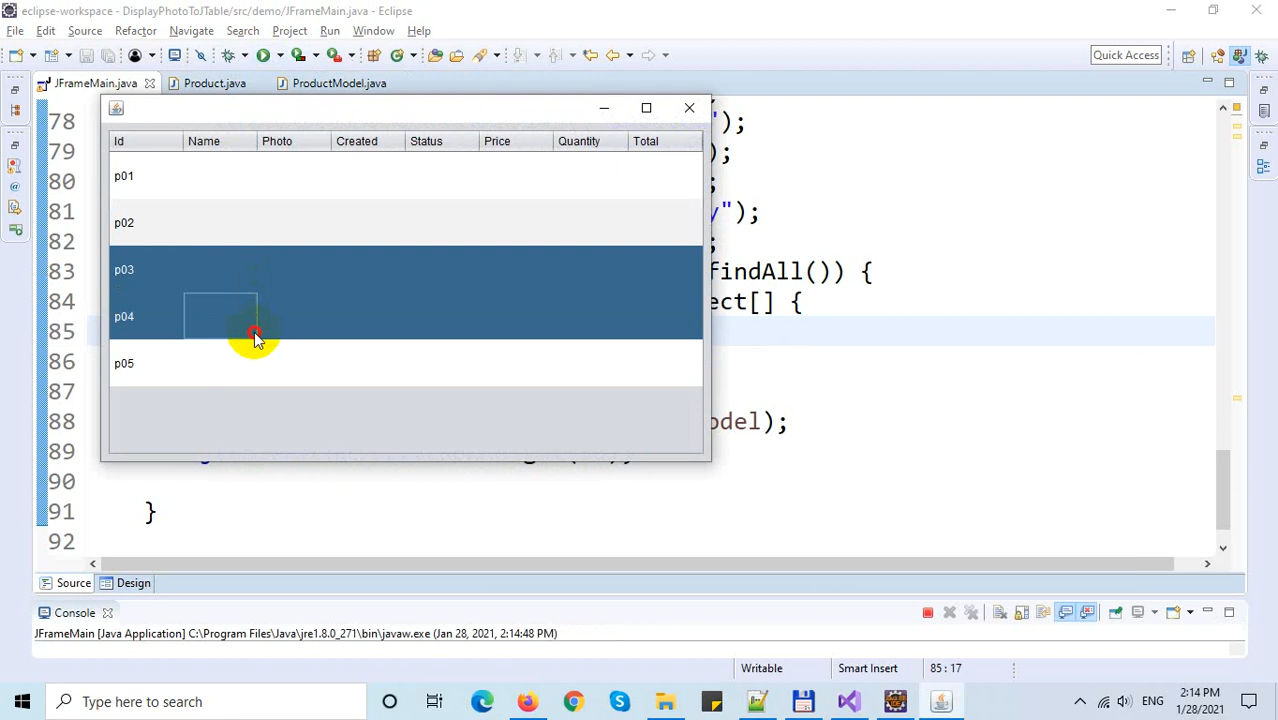 eclipse-workspace - DisplayPhotoToJTable/src/demo/JFrameMain.java - Eclipse
File Edit Source Refactor Navigate Search Project Run Window Help
Quick Access
JFrameMain.java Product.java ProductModel.java
Id Name Photo Created Status Price Quantity Total
p01
p02
p03
p04
p05
78 ");
79 );
80 ;
81 y");
82 ;
83 findAll()) {
84 ect[] {
85
86
87
88 odel);
89
90
91 }
92
Source Design
Console
JFrameMain [Java Application] C:\Program Files\Java\jre1.8.0_271\bin\javaw.exe (Jan 28, 2021, 2:14:48 PM)
Writable Smart Insert 85 : 17
Type here to search
ENG
2:14 PM
1/28/2021